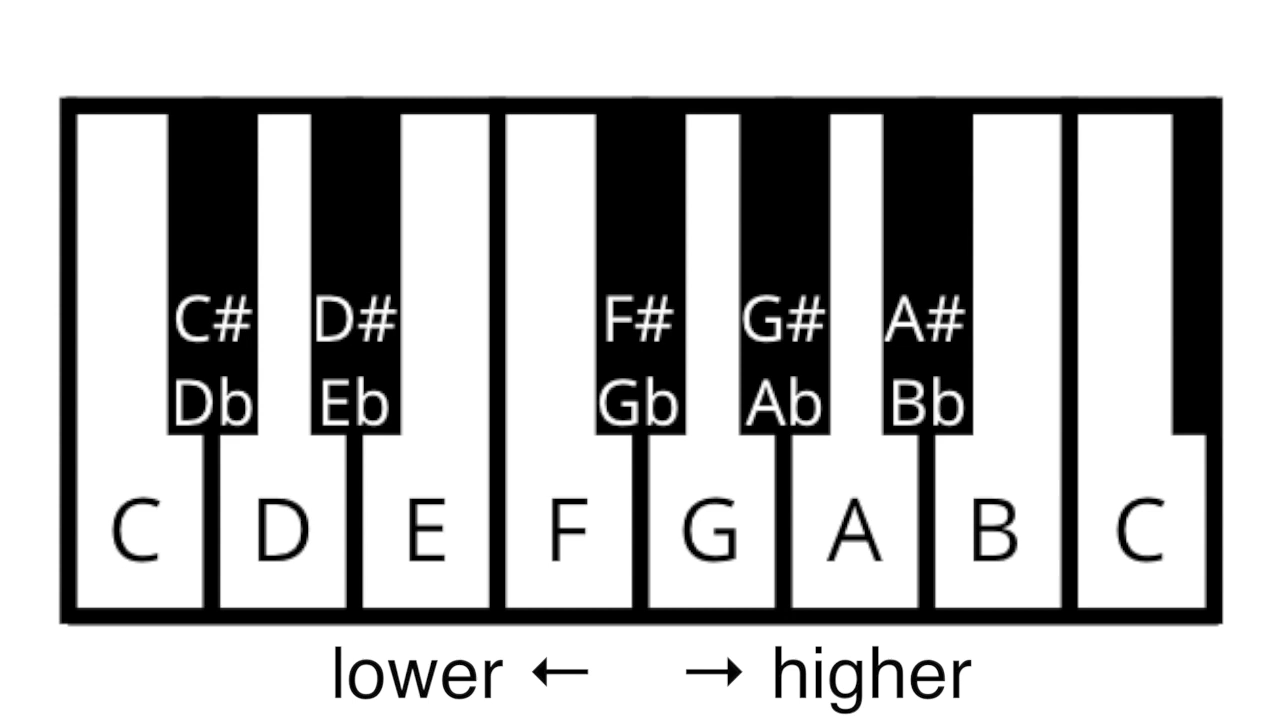 C# D# F# G# A#
Db Eb Gb Ab Bb
C D E F G A B C
lower ← → higher